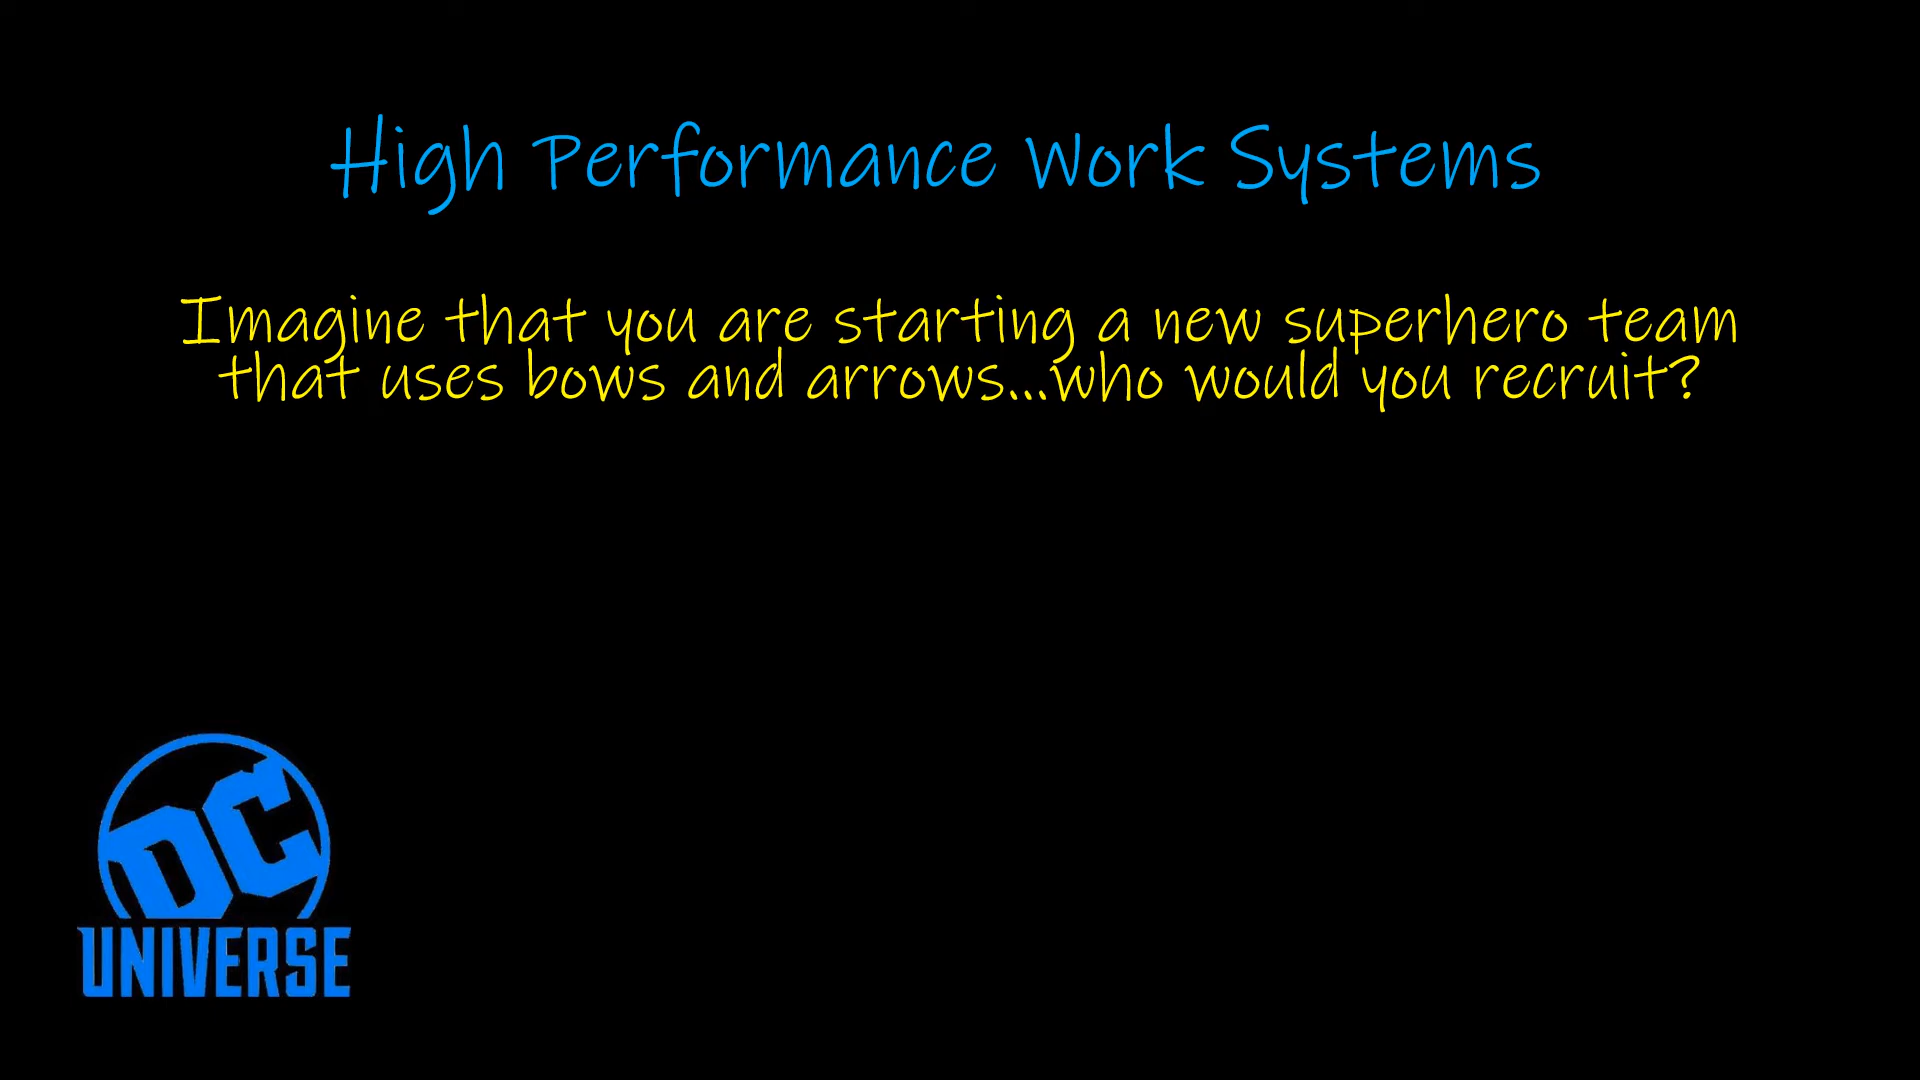 High Performance Work Systems
Imagine that you are starting a new superhero team
that uses bows and arrows...who would you recruit?
DC
UNIVERSE